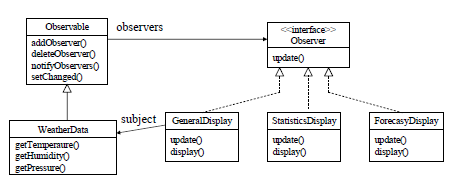 Observable
addObserver()
deleteObserver()
notifyObservers()
setChanged()
observers
<<interface>>
Observer
update()
subject
WeatherData
getTemperaure()
getHumidity()
getPressure()
GeneralDisplay
update()
display()
StatisticsDisplay
update()
display()
ForecasyDisplay
update()
display()